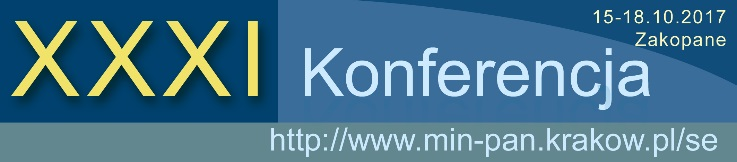 XXXI
15-18.10.2017
Zakopane
Konferencja
http://www.min-pan.krakow.pl/se